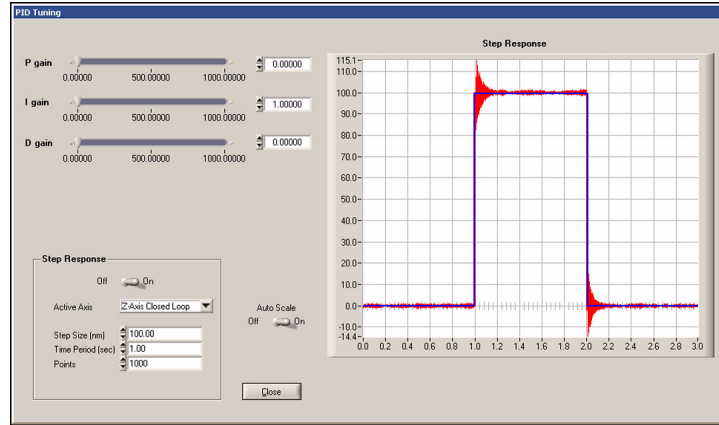 PID Tuning
P gain
0.00000 500.00000 1000.00000
0.00000
I gain
0.00000 500.00000 1000.00000
1.00000
D gain
0.00000 500.00000 1000.00000
0.00000
Step Response
Off On
Active Axis Z-Axis Closed Loop
Step Size (nm) 100.00
Time Period (sec) 1.00
Points 1000
Auto Scale
Off On
Close
Step Response
115.1
110.0
100.0
90.0
80.0
70.0
60.0
50.0
40.0
30.0
20.0
10.0
0.0
-10.0
-14.4
0.0 0.2 0.4 0.6 0.8 1.0 1.2 1.4 1.6 1.8 2.0 2.2 2.4 2.6 2.8 3.0